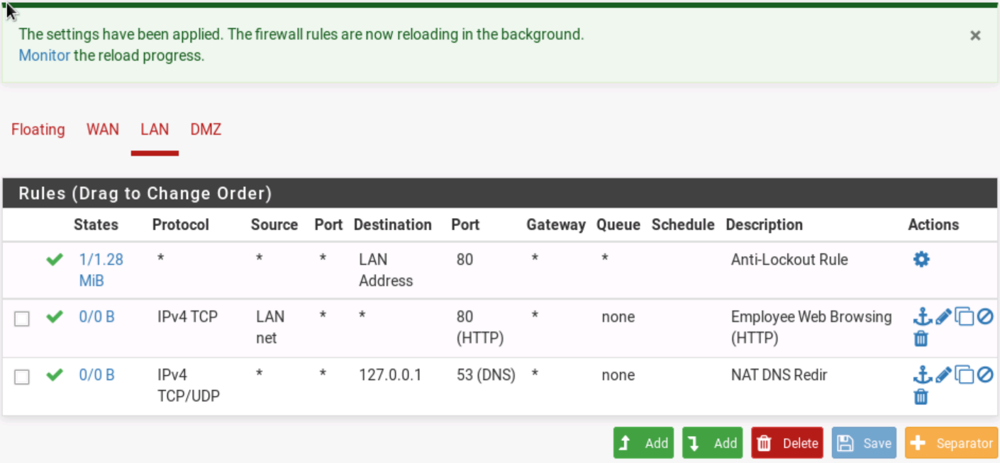 The settings have been applied. The firewall rules are now reloading in the background. ×
Monitor the reload progress.
Floating WAN LAN DMZ
Rules (Drag to Change Order)
States Protocol Source Port Destination Port Gateway Queue Schedule Description Actions
1/1.28 * * * LAN 80 * * Anti-Lockout Rule
MiB Address
0/0 B IPv4 TCP LAN * * 80 * none Employee Web Browsing
net (HTTP) (HTTP)
0/0 B IPv4 * * 127.0.0.1 53 (DNS) * none NAT DNS Redir
TCP/UDP
Add Add Delete Save Separator